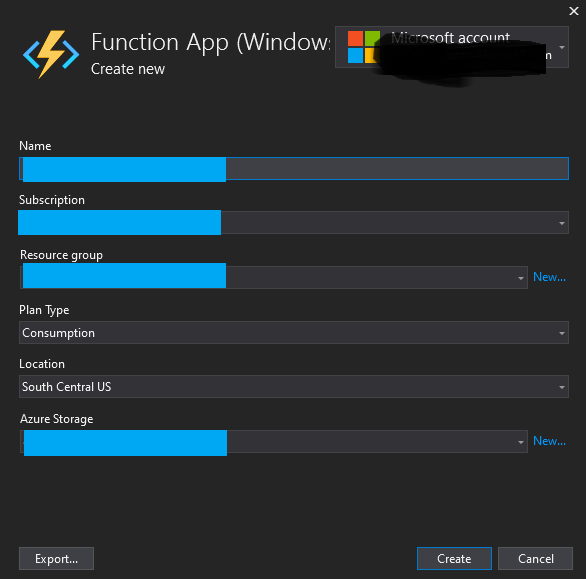 Function App (Windows
Microsoft account
m
Create new
Name
Subscription
Resource group
New...
Plan Type
Consumption
Location
South Central US
Azure Storage
New...
Export...
Create
Cancel